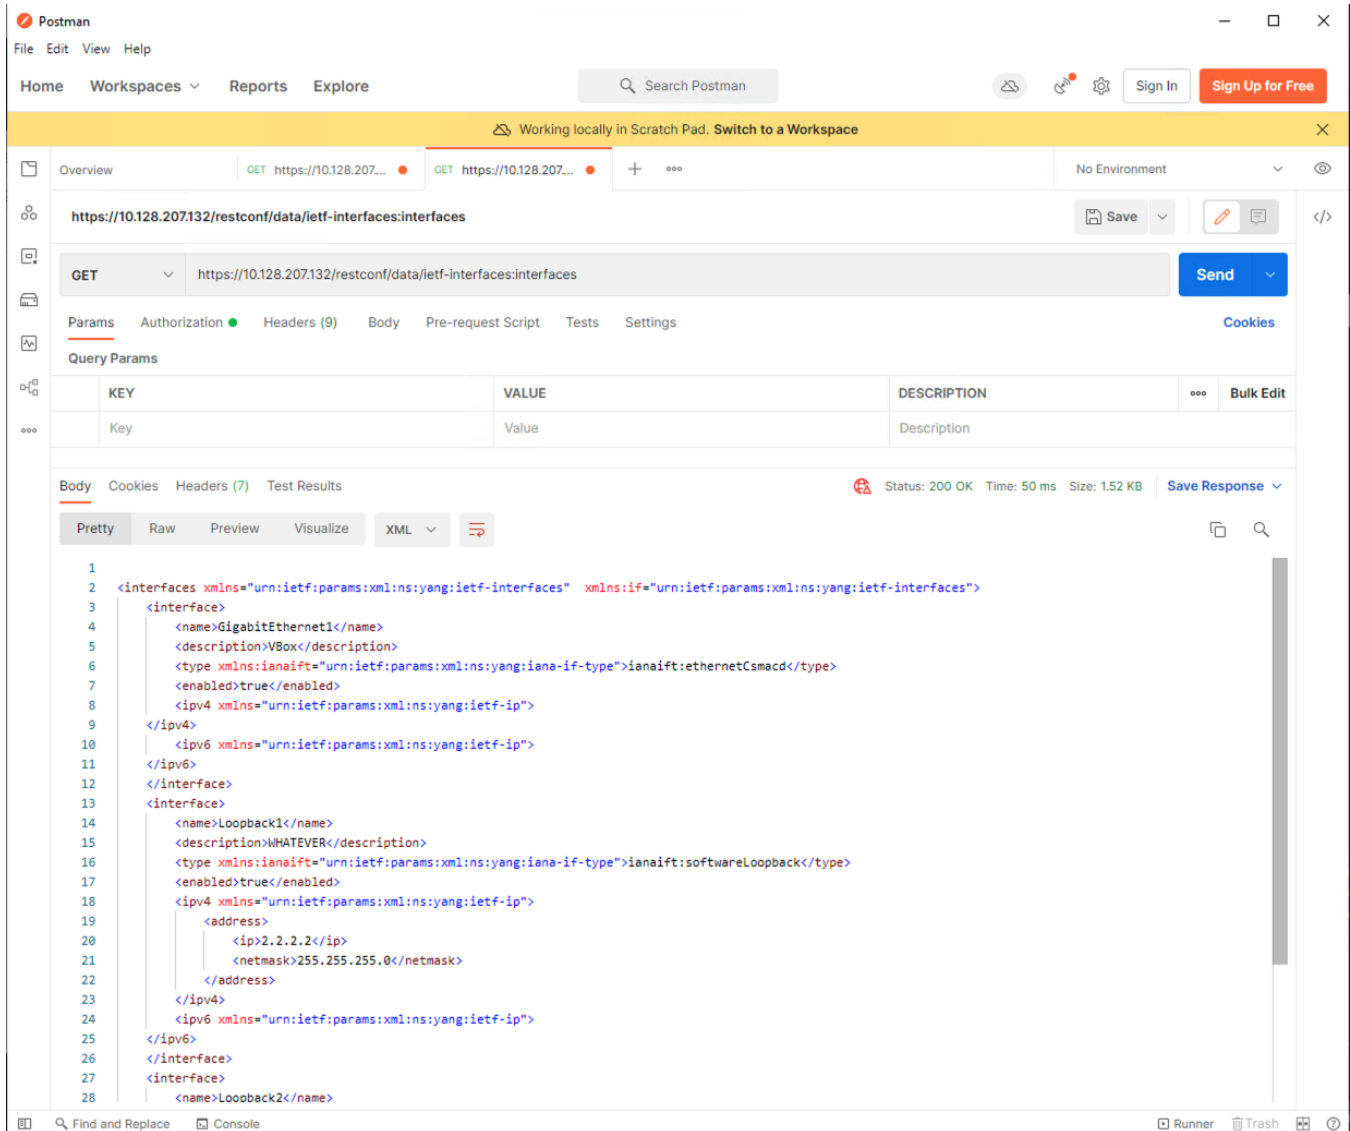 Postman
File Edit View Help
Home Workspaces Reports Explore Search Postman Sign In Sign Up for Free
Working locally in Scratch Pad. Switch to a Workspace
Overview GET https://10.128.207.... GET https://10.128.207.... No Environment
https://10.128.207.132/restconf/data/ietf-interfaces:interfaces Save
GET https://10.128.207.132/restconf/data/ietf-interfaces:interfaces Send
Params Authorization Headers (9) Body Pre-request Script Tests Settings Cookies
Query Params
KEY VALUE DESCRIPTION Bulk Edit
Key Value Description
Body Cookies Headers (7) Test Results Status: 200 OK Time: 50 ms Size: 1.52 KB Save Response
Pretty Raw Preview Visualize XML
1
2 <interfaces xmlns="urn:ietf:params:xml:ns:yang:ietf-interfaces"  xmlns:if="urn:ietf:params:xml:ns:yang:ietf-interfaces">
3 <interface>
4 <name>GigabitEthernet1</name>
5 <description>VBox</description>
6 <type xmlns:ianaift="urn:ietf:params:xml:ns:yang:iana-if-type">ianaift:ethernetCsmacd</type>
7 <enabled>true</enabled>
8 <ipv4 xmlns="urn:ietf:params:xml:ns:yang:ietf-ip">
9 </ipv4>
10 <ipv6 xmlns="urn:ietf:params:xml:ns:yang:ietf-ip">
11 </ipv6>
12 </interface>
13 <interface>
14 <name>Loopback1</name>
15 <description>WHATEVER</description>
16 <type xmlns:ianaift="urn:ietf:params:xml:ns:yang:iana-if-type">ianaift:softwareLoopback</type>
17 <enabled>true</enabled>
18 <ipv4 xmlns="urn:ietf:params:xml:ns:yang:ietf-ip">
19 <address>
20 <ip>2.2.2.2</ip>
21 <netmask>255.255.255.0</netmask>
22 </address>
23 </ipv4>
24 <ipv6 xmlns="urn:ietf:params:xml:ns:yang:ietf-ip">
25 </ipv6>
26 </interface>
27 <interface>
28 <name>Loopback2</name>
Find and Replace Console Runner Trash